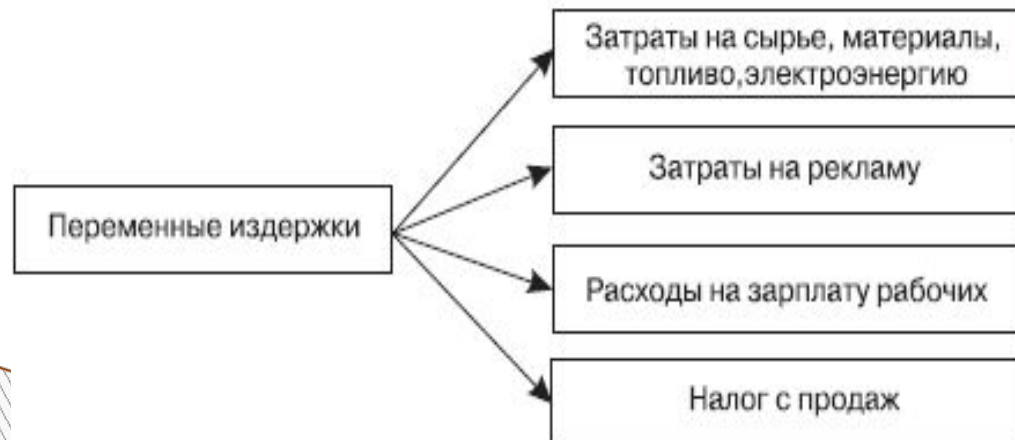 Затраты на сырье, материалы,
топливо,электроэнергию
Затраты на рекламу
Переменные издержки
Расходы на зарплату рабочих
Налог с продаж